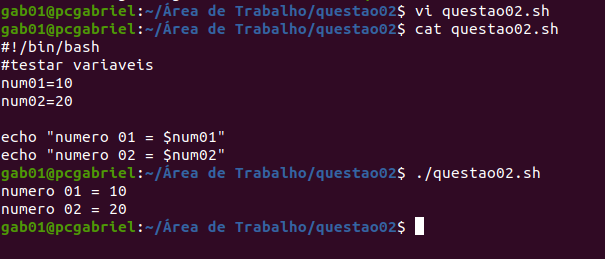 gab01@pcgabriel:~/Área de Trabalho/questao02$ vi questao02.sh
gab01@pcgabriel:~/Área de Trabalho/questao02$ cat questao02.sh
#!/bin/bash
#testar variaveis
num01=10
num02=20
echo "numero 01 = $num01"
echo "numero 02 = $num02"
gab01@pcgabriel:~/Área de Trabalho/questao02$ ./questao02.sh
numero 01 = 10
numero 02 = 20
gab01@pcgabriel:~/Área de Trabalho/questao02$